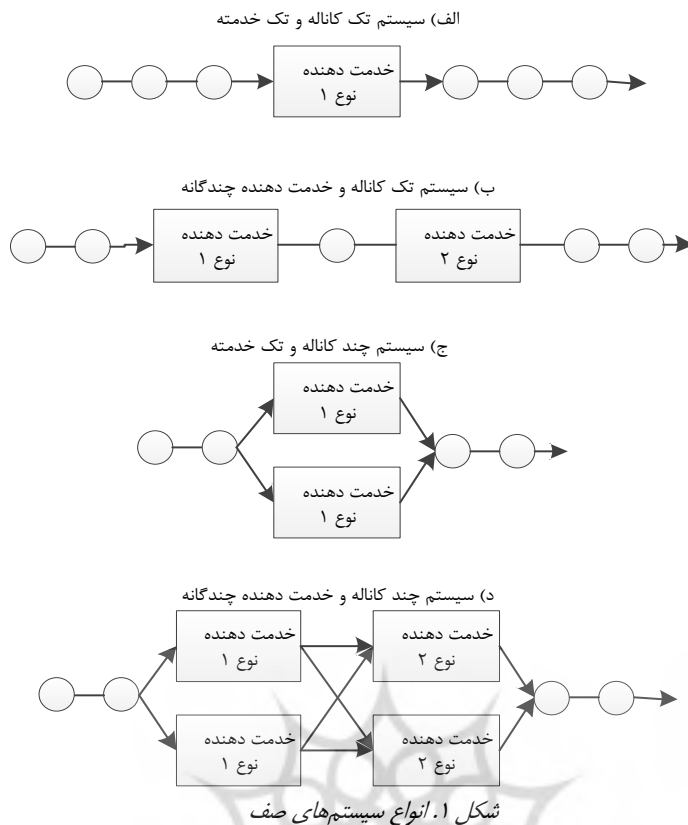 الف) سیستم تک کاناله و تک خدمته
خدمت دهنده
نوع ۱
ب) سیستم تک کاناله و خدمت دهنده چندگانه
خدمت دهنده
نوع ۱
خدمت دهنده
نوع ۲
ج) سیستم چند کاناله و تک خدمته
خدمت دهنده
نوع ۱
خدمت دهنده
نوع ۱
د) سیستم چند کاناله و خدمت دهنده چندگانه
خدمت دهنده
نوع ۱
خدمت دهنده
نوع ۲
خدمت دهنده
نوع ۱
خدمت دهنده
نوع ۲
شکل ۱. انواع سیستم‌های صف